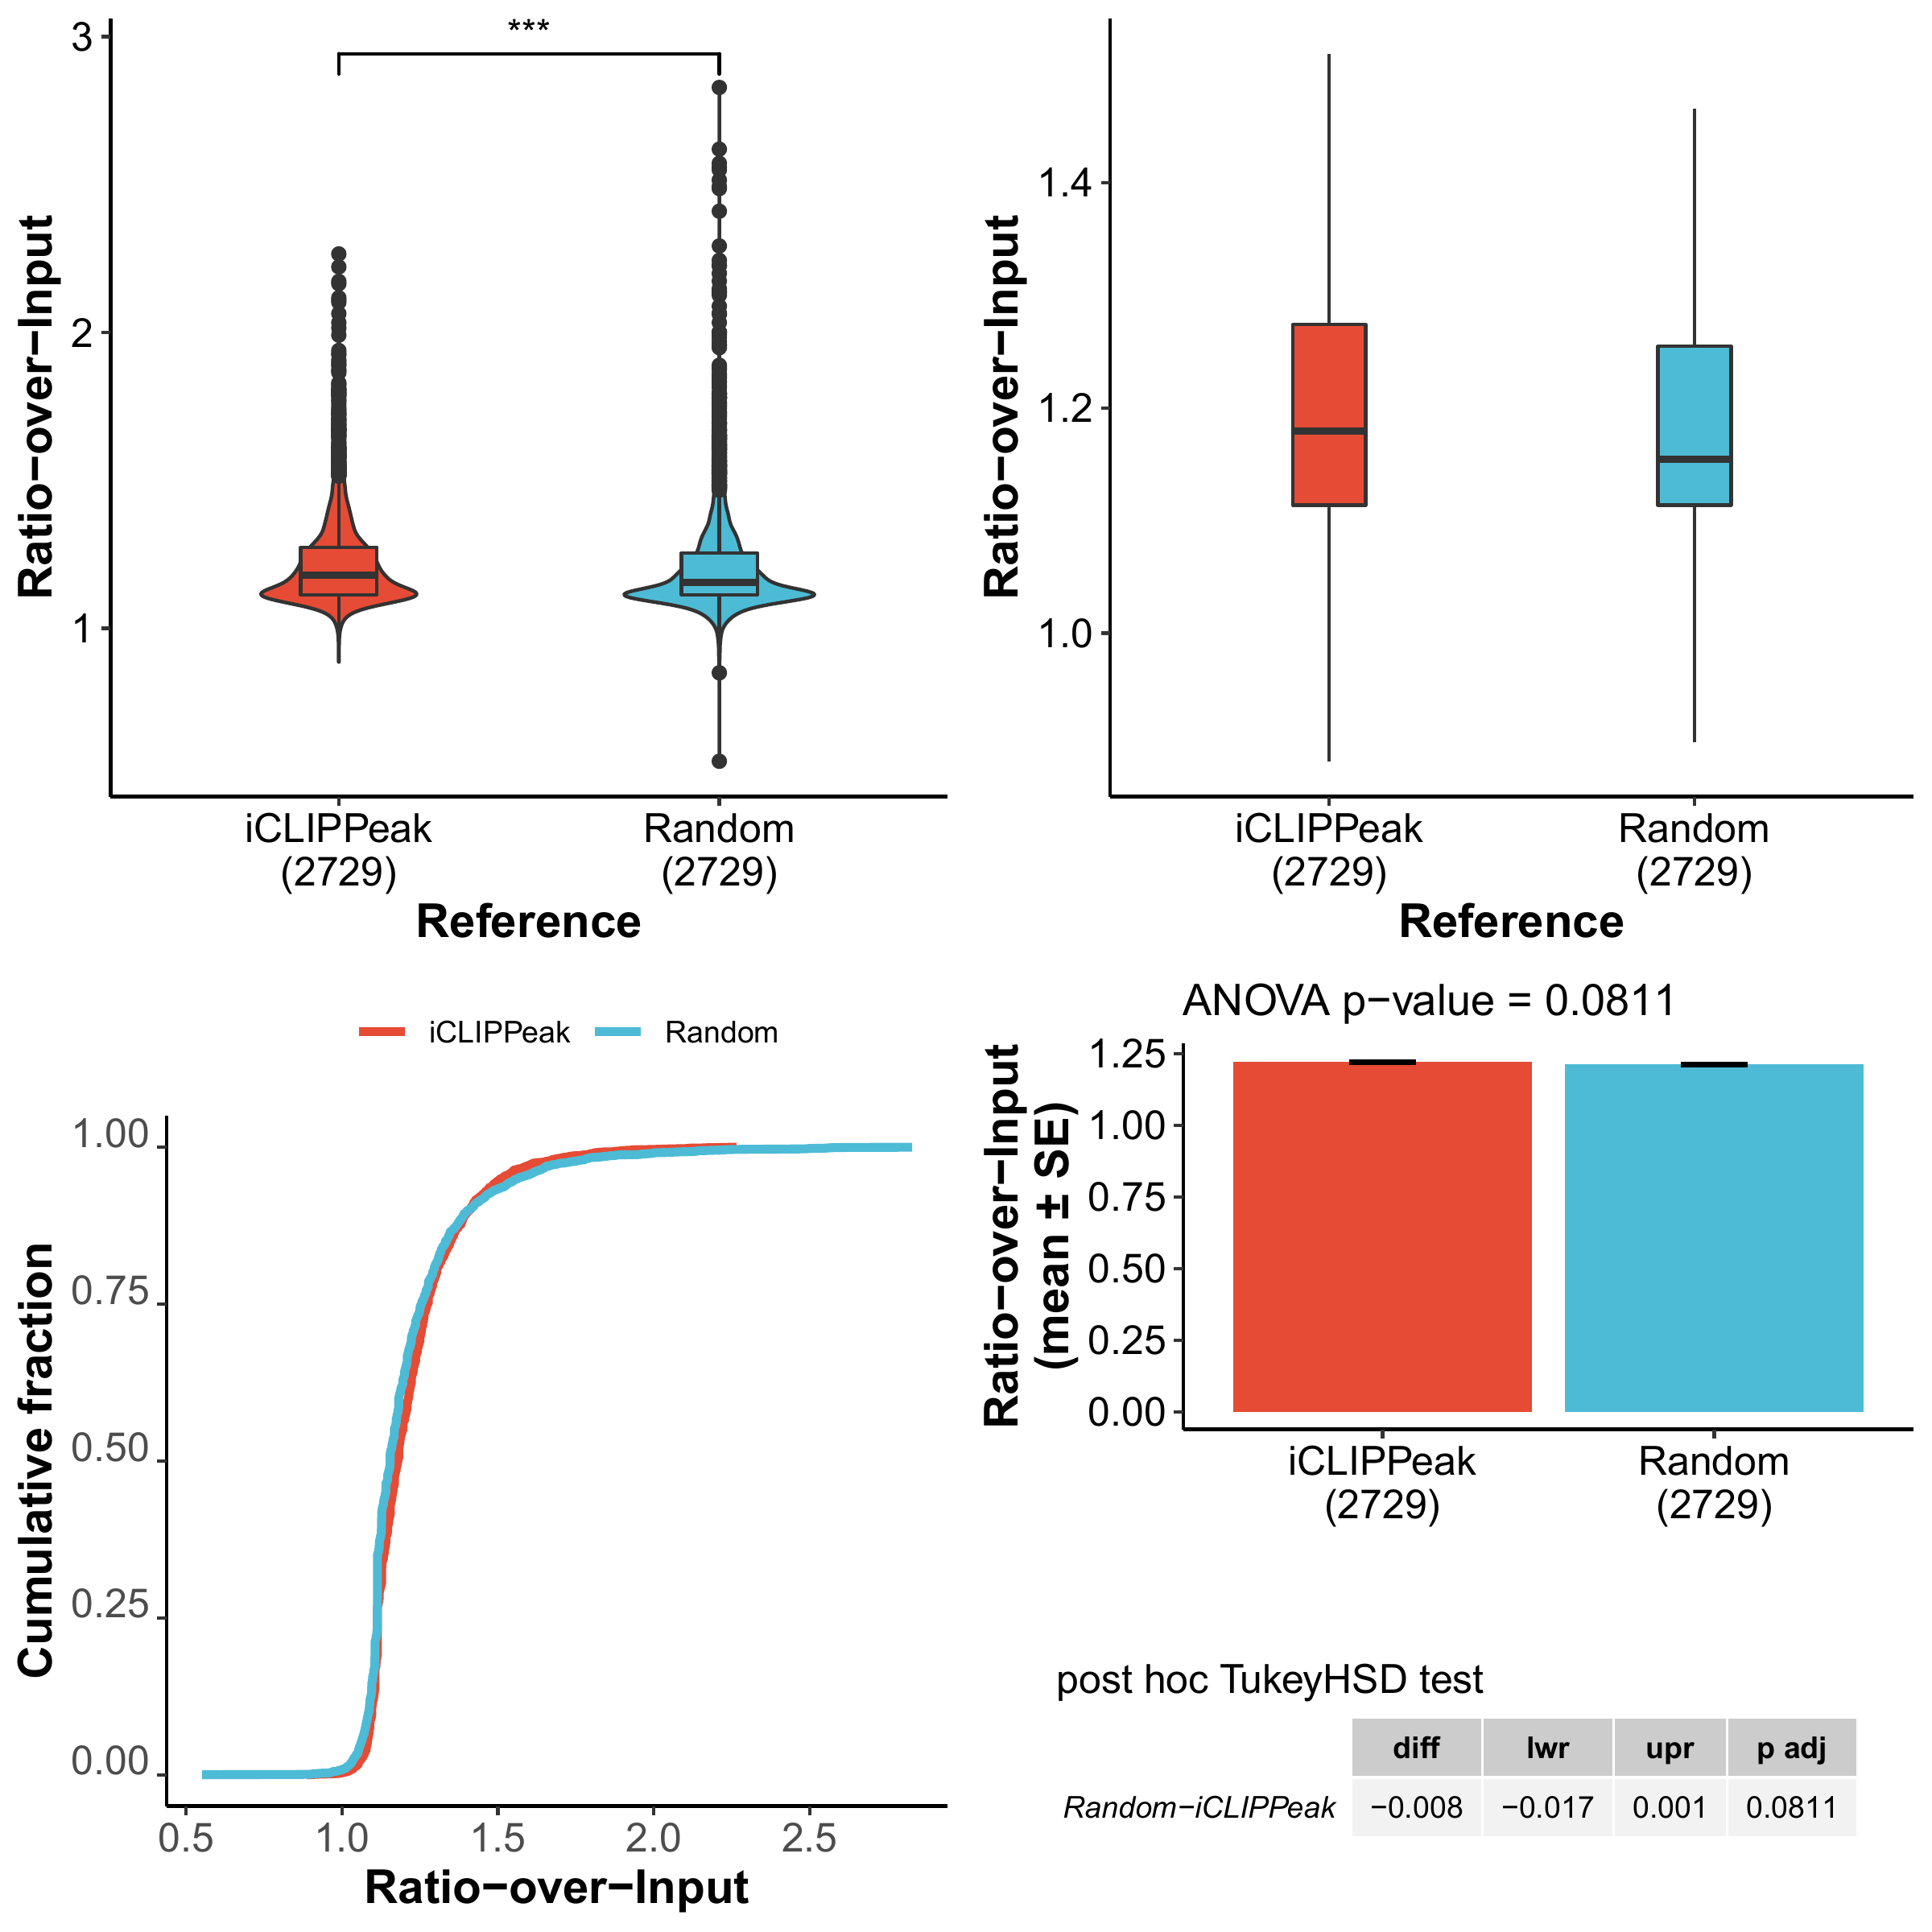 ***
3
2
1
Ratio−over−Input
iCLIPPeak
(2729)
Random
(2729)
Reference
1.4
1.2
1.0
Ratio−over−Input
iCLIPPeak
(2729)
Random
(2729)
Reference
iCLIPPeak Random
1.00
0.75
0.50
0.25
0.00
Cumulative fraction
0.5 1.0 1.5 2.0 2.5
Ratio−over−Input
ANOVA p−value = 0.0811
1.25
1.00
0.75
0.50
0.25
0.00
Ratio−over−Input
(mean ± SE)
iCLIPPeak
(2729)
Random
(2729)
post hoc TukeyHSD test
diff lwr upr p adj
Random−iCLIPPeak −0.008 −0.017 0.001 0.0811